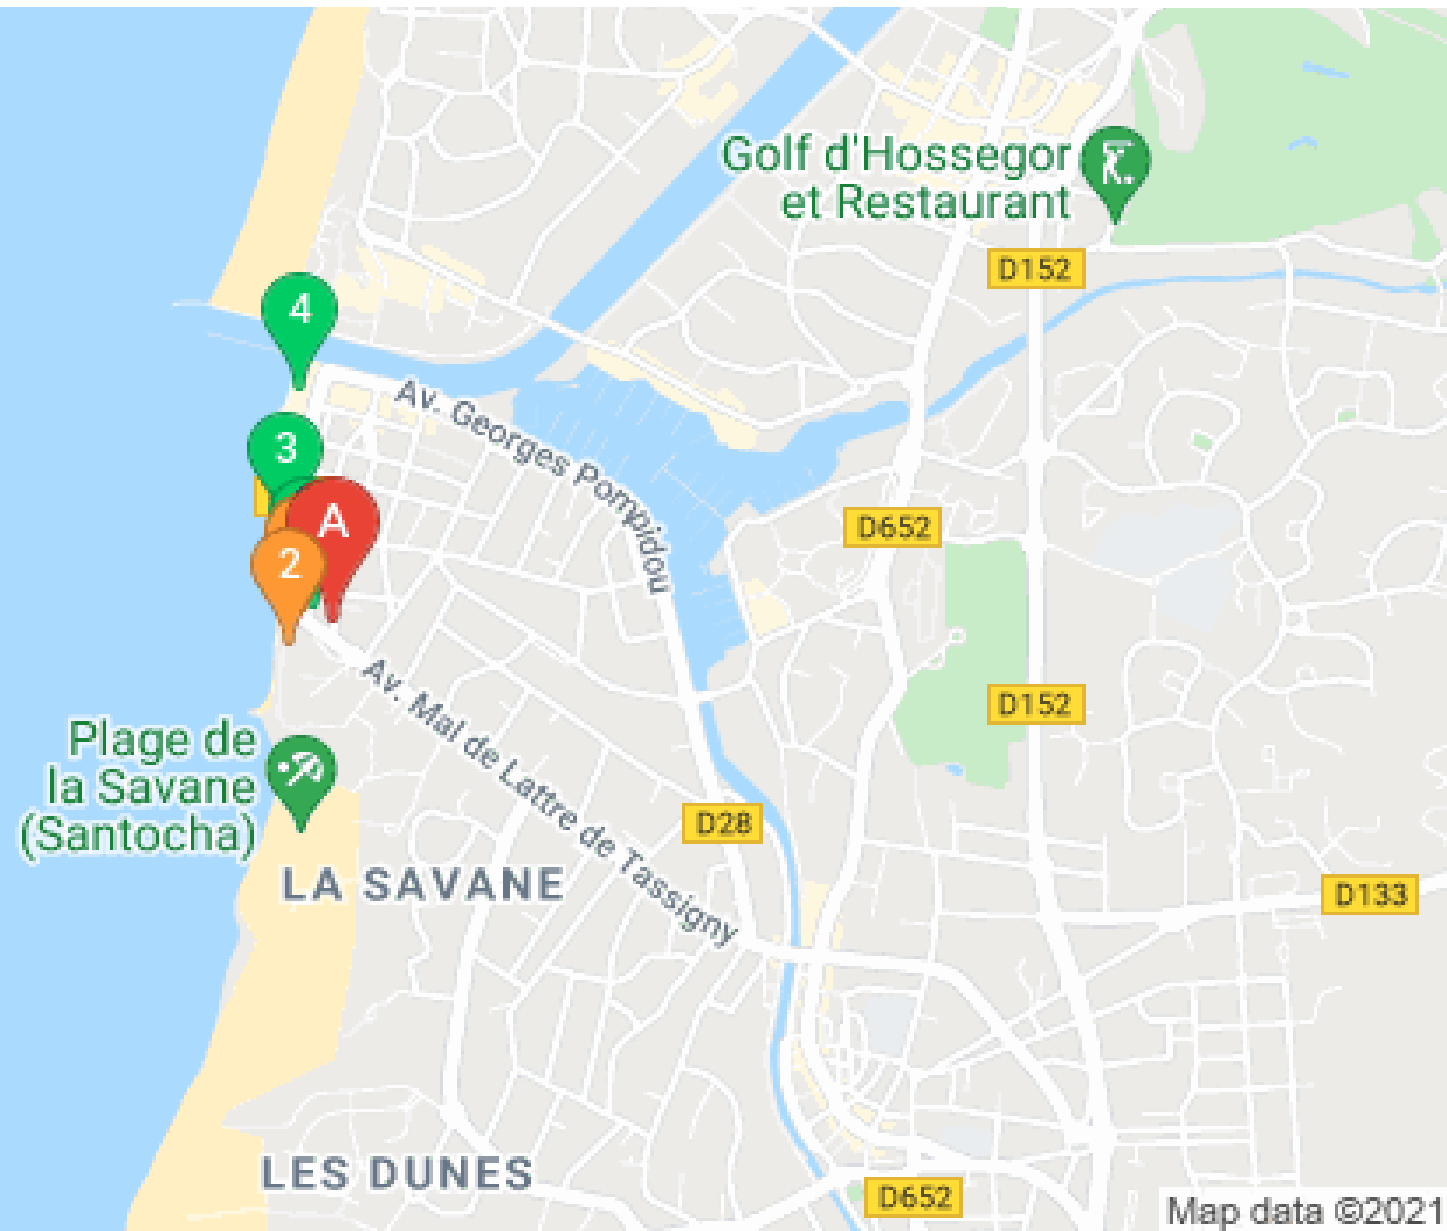 Golf d'Hossegor
et Restaurant
D152
4
Av. Georges Pompidou
3
A
D652
2
Av. Mal de Lattre de Tassigny
D152
Plage de
la Savane
(Santocha)
D28
LA SAVANE
D133
LES DUNES
D652
Map data ©2021